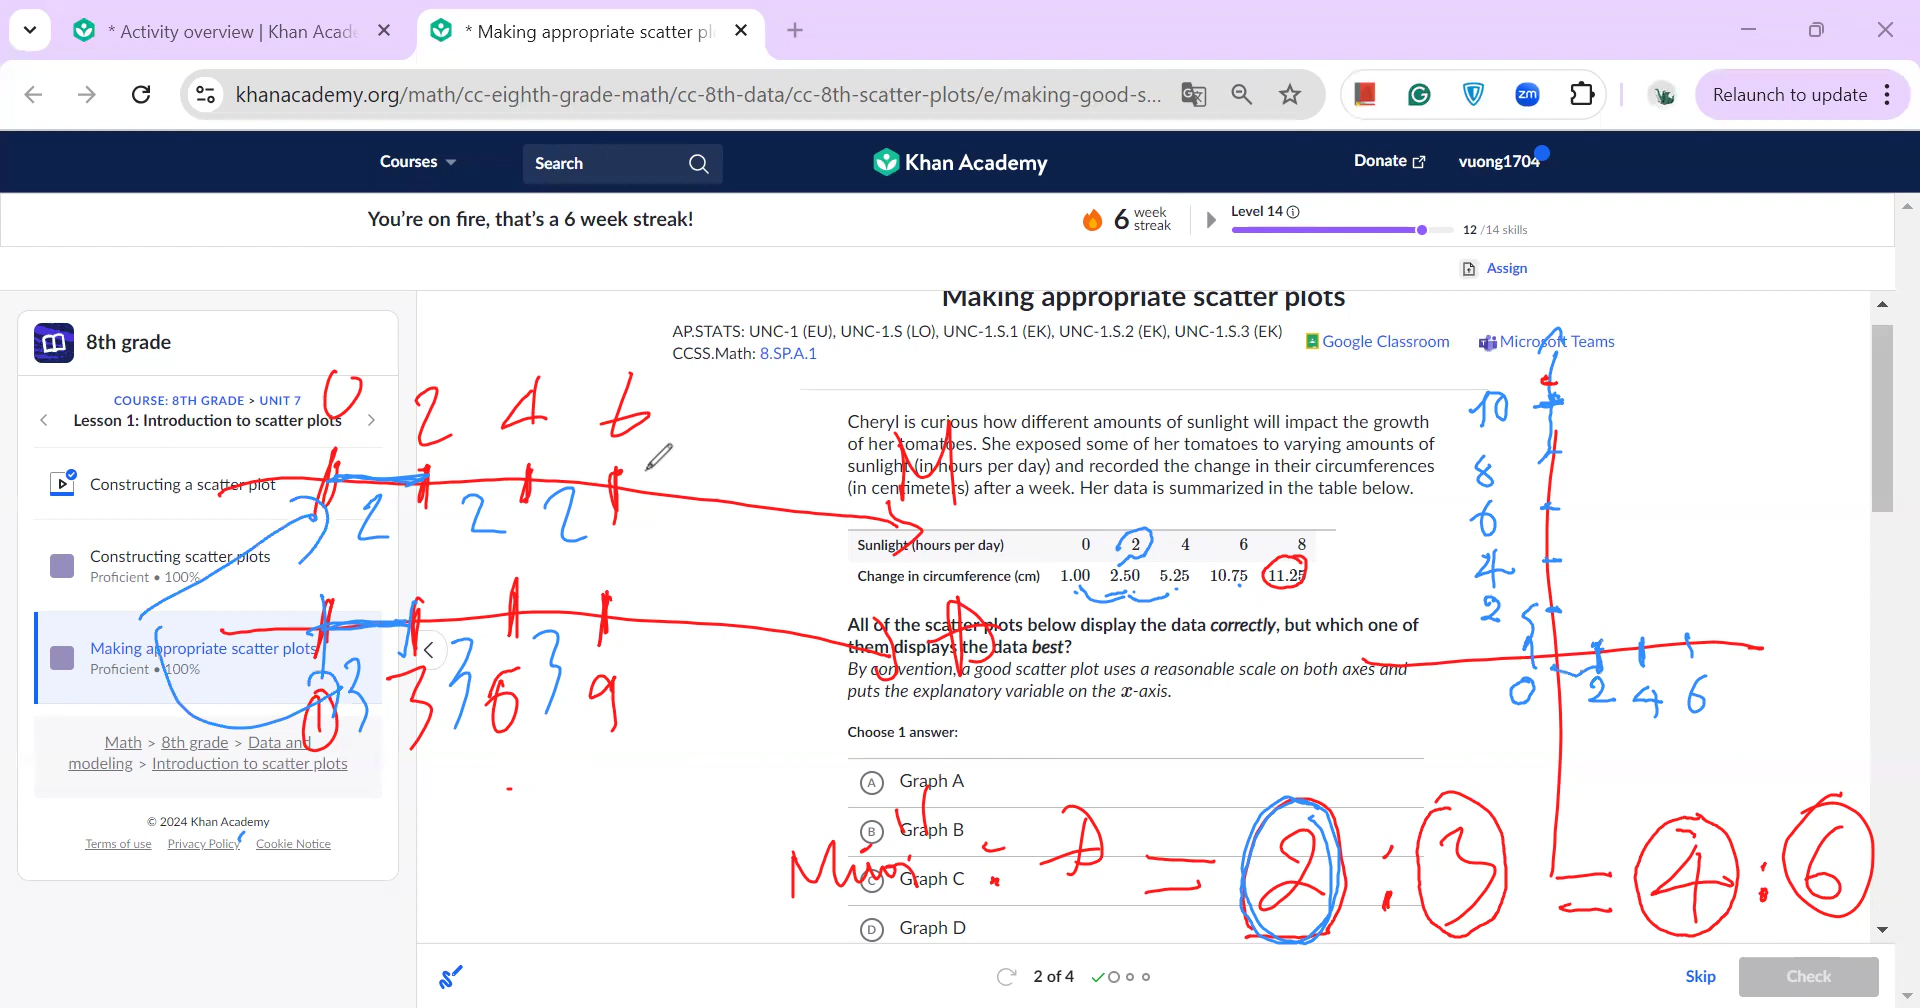 * Activity overview | Khan Acade
* Making appropriate scatter pl
khanacademy.org/math/cc-eighth-grade-math/cc-8th-data/cc-8th-scatter-plots/e/making-good-s...
zm
Relaunch to update
Courses
Search
Khan Academy
Donate
vuong1704
You're on fire, that's a 6 week streak!
6 week streak
Level 14
12 /14 skills
Assign
8th grade
COURSE: 8TH GRADE > UNIT 7
Lesson 1: Introduction to scatter plots
Constructing a scatter plot
Constructing scatter plots
Proficient • 100%
Making appropriate scatter plots
Proficient • 100%
Math > 8th grade > Data and
modeling > Introduction to scatter plots
© 2024 Khan Academy
Terms of use Privacy Policy Cookie Notice
0 2 4 6
2 2 2
3 3 3
0 3 6 9
Making appropriate scatter plots
AP.STATS: UNC-1 (EU), UNC-1.S (LO), UNC-1.S.1 (EK), UNC-1.S.2 (EK), UNC-1.S.3 (EK)
CCSS.Math: 8.SP.A.1
Google Classroom
Microsoft Teams
Cheryl is curious how different amounts of sunlight will impact the growth
of her tomatoes. She exposed some of her tomatoes to varying amounts of
sunlight (in hours per day) and recorded the change in their circumferences
(in centimeters) after a week. Her data is summarized in the table below.
M
Sunlight (hours per day) 0 2 4 6 8
Change in circumference (cm) 1.00 2.50 5.25 10.75 11.25
All of the scatter plots below display the data correctly, but which one of
them displays the data best?
Đ
By convention, a good scatter plot uses a reasonable scale on both axes and
puts the explanatory variable on the x-axis.
Choose 1 answer:
A Graph A
B Graph B
C Graph C
D Graph D
10
8
6
4
2
0 2 4 6
: Đ = 2 : 3 = 4 : 6
2 of 4
Skip
Check